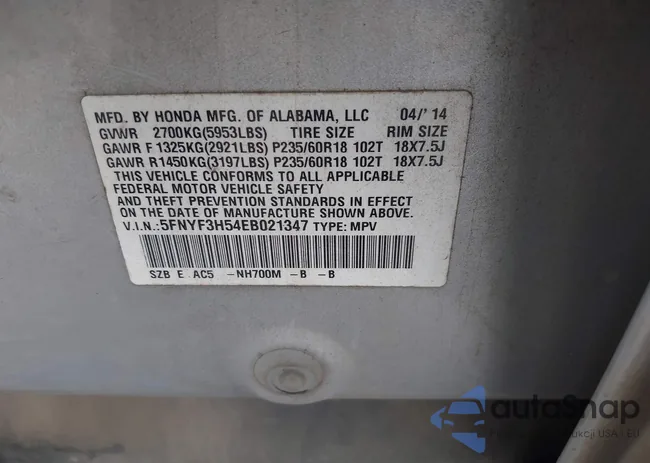 MFD. BY HONDA MFG. OF ALABAMA, LLC 04/'14
GVWR 2700KG(5953LBS) TIRE SIZE RIM SIZE
GAWR F 1325KG(2921LBS) P235/60R18 102T 18X7.5J
GAWR R1450KG(3197LBS) P235/60R18 102T 18X7.5J
THIS VEHICLE CONFORMS TO ALL APPLICABLE
FEDERAL MOTOR VEHICLE SAFETY
AND THEFT PREVENTION STANDARDS IN EFFECT
ON THE DATE OF MANUFACTURE SHOWN ABOVE.
V.I.N.: 5FNYF3H54EB021347 TYPE: MPV
SZB E AC5 -NH700M -B -B
autoSnap
USA - EU